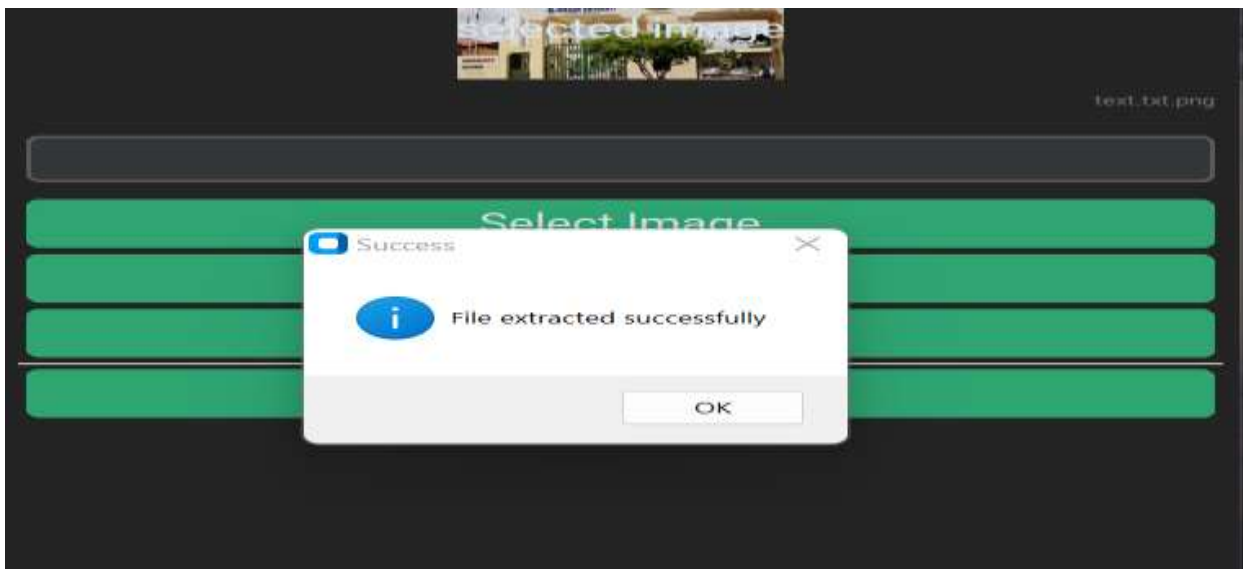 selected image
text.txt.png
Select Image
Success
File extracted successfully
OK